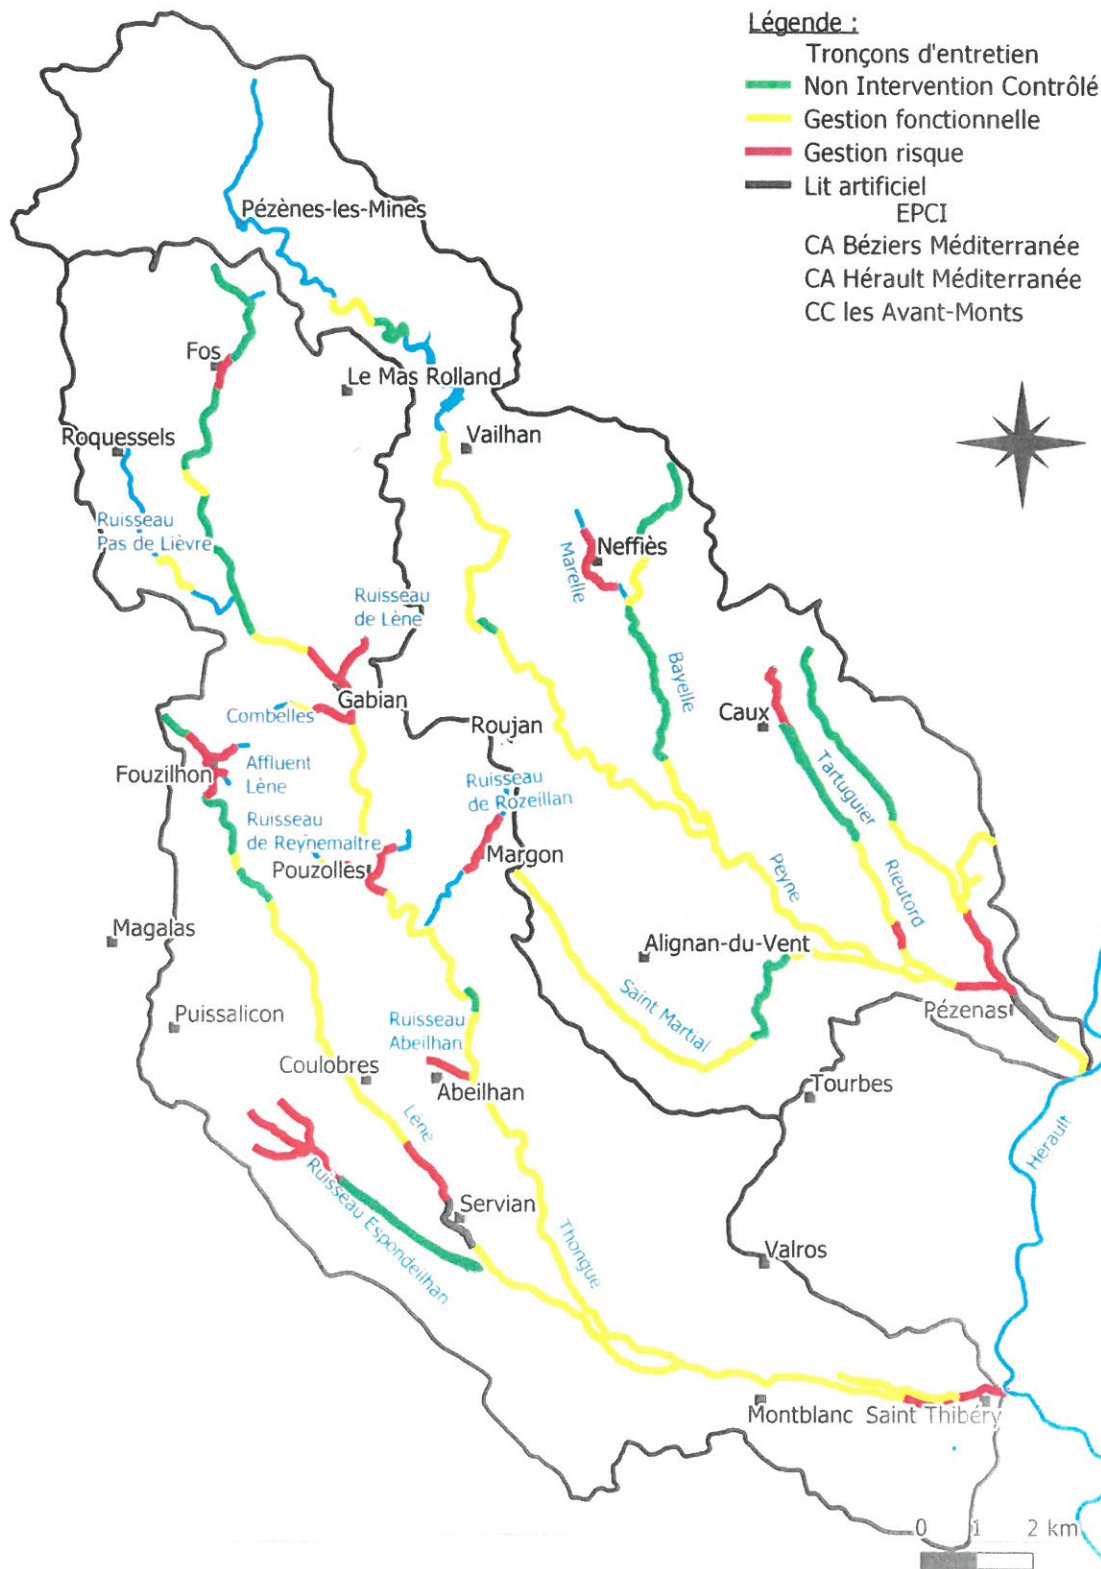 Légende :
Tronçons d'entretien
Non Intervention Contrôlé
Gestion fonctionnelle
Gestion risque
Lit artificiel
EPCI
CA Béziers Méditerranée
CA Hérault Méditerranée
CC les Avant-Monts
Pézènes-les-Mines
Fos
Le Mas Rolland
Roquessels
Vailhan
Ruisseau
Pas de Lièvre
Marelle
Neffiès
Ruisseau
de Lène
Bayelle
Gabian
Combelles
Roujan
Caux
Fouzilhon
Affluent
Lène
Ruisseau
de Rozeillan
Tartuguier
Ruisseau
de Reynemaltre
Pouzolles
Margon
Peyne
Rieutord
Magalas
Alignan-du-Vent
Saint Martial
Puissalicon
Ruisseau
Abeilhan
Pézenas
Coulobres
Abeilhan
Tourbes
Lène
Hérault
Ruisseau Espondeilhan
Servian
Thongue
Valros
Montblanc
Saint Thibéry
0 1 2 km